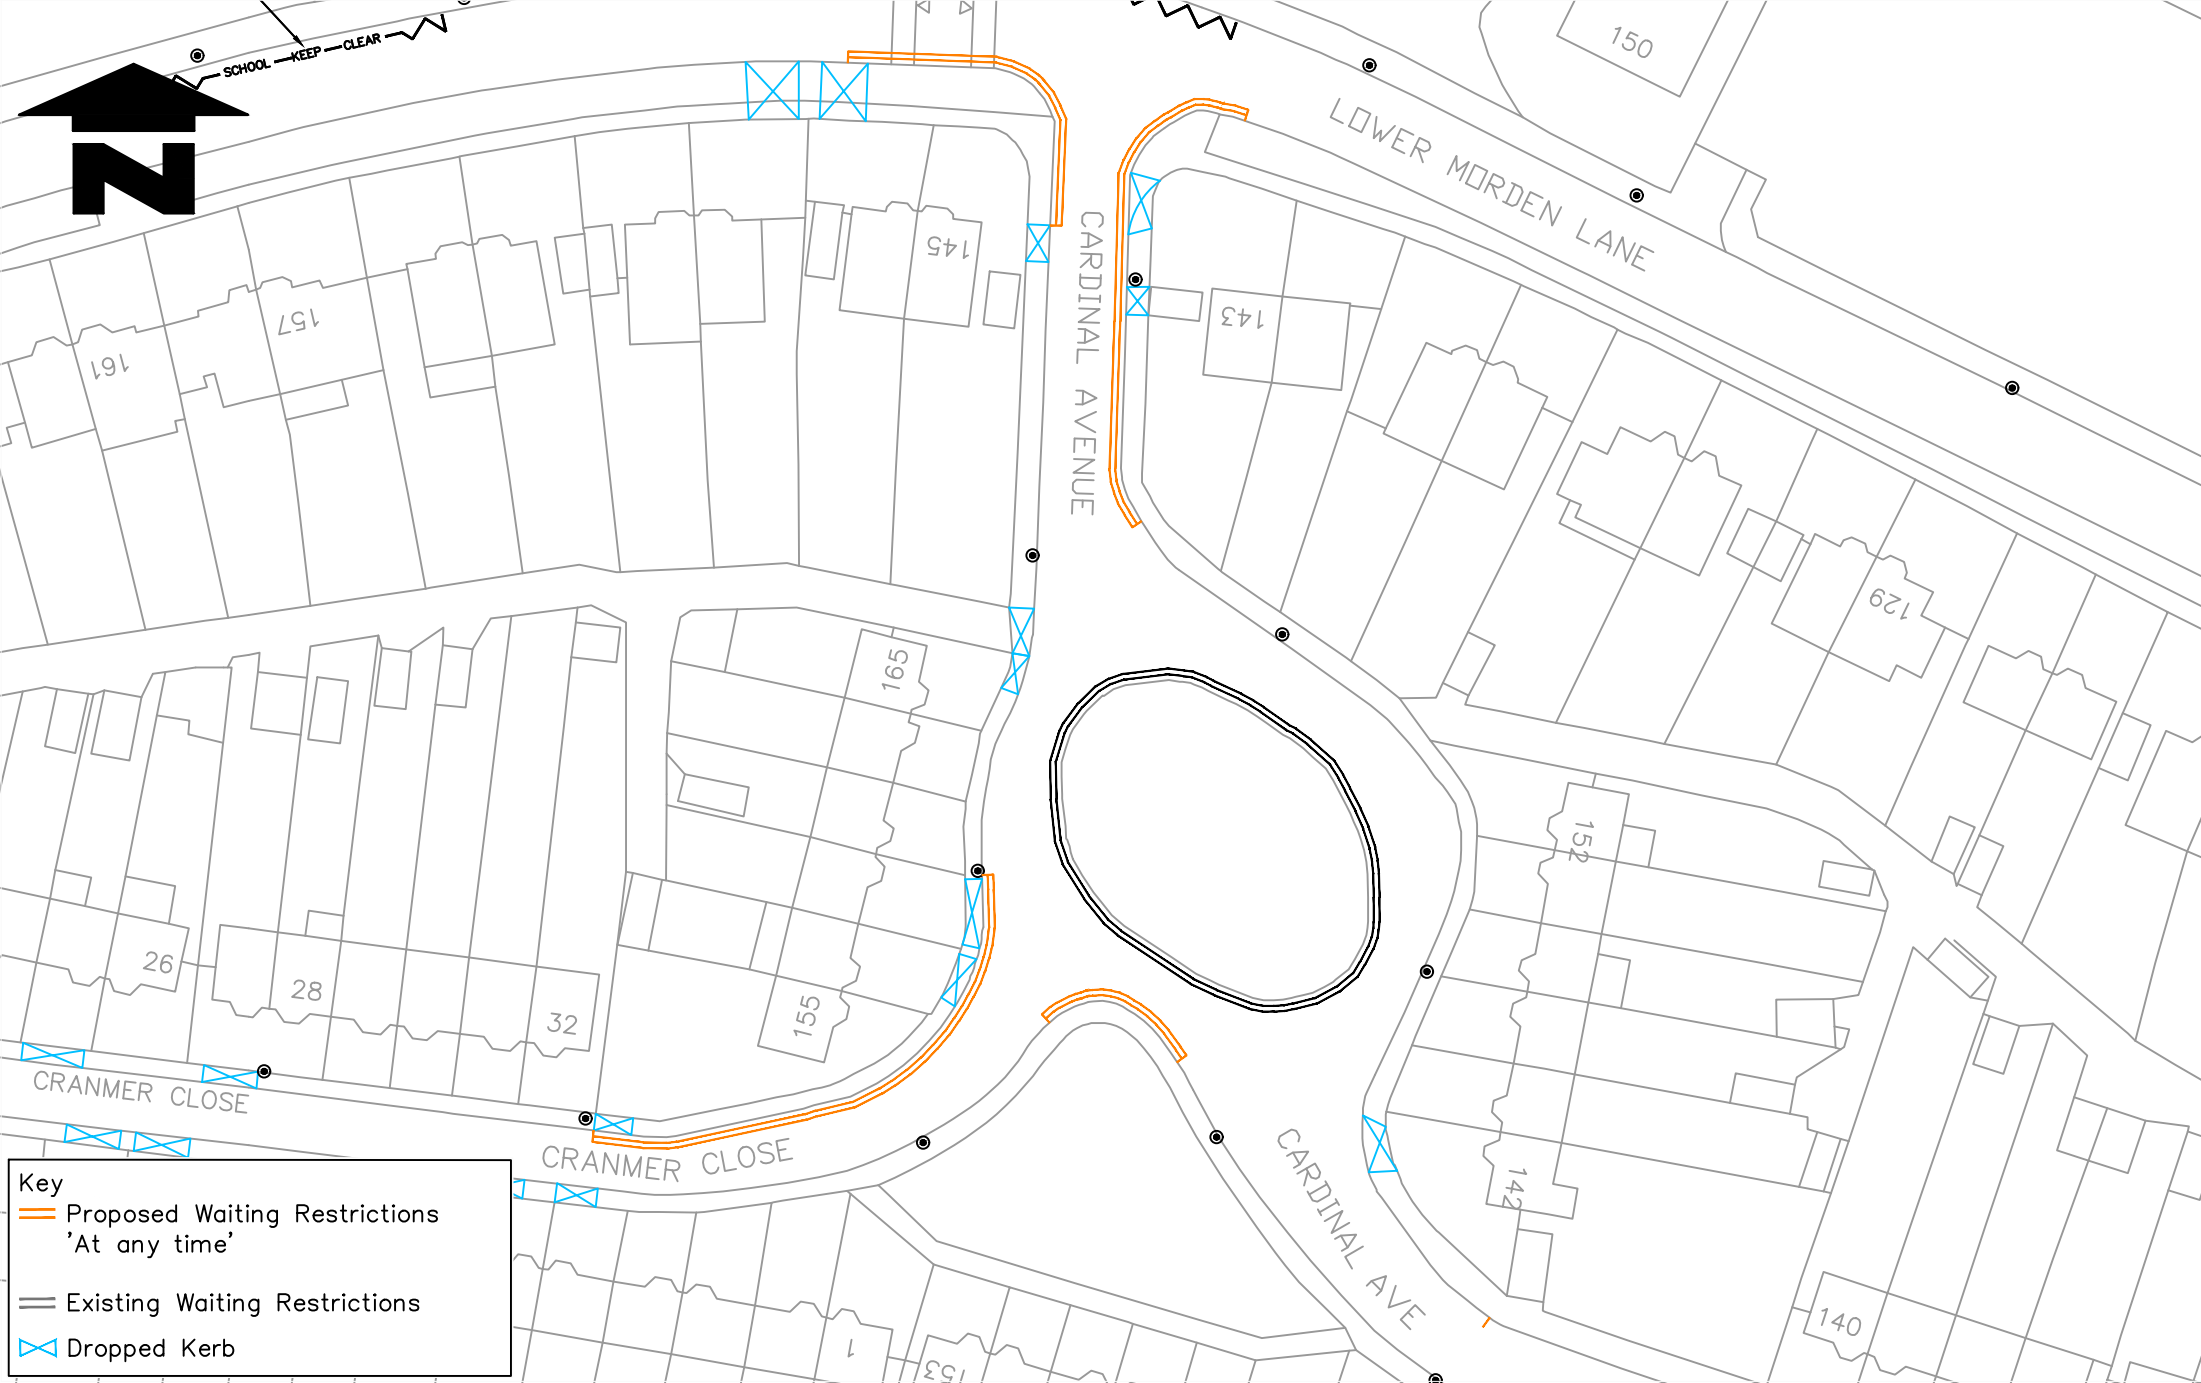 SCHOOL KEEP CLEAR
N
150
LOWER MORDEN LANE
CARDINAL AVENUE
145
143
157
161
129
165
152
26
28
32
155
CRANMER CLOSE
CRANMER CLOSE
CARDINAL AVE
142
140
1
153
Key
Proposed Waiting Restrictions
'At any time'
Existing Waiting Restrictions
Dropped Kerb